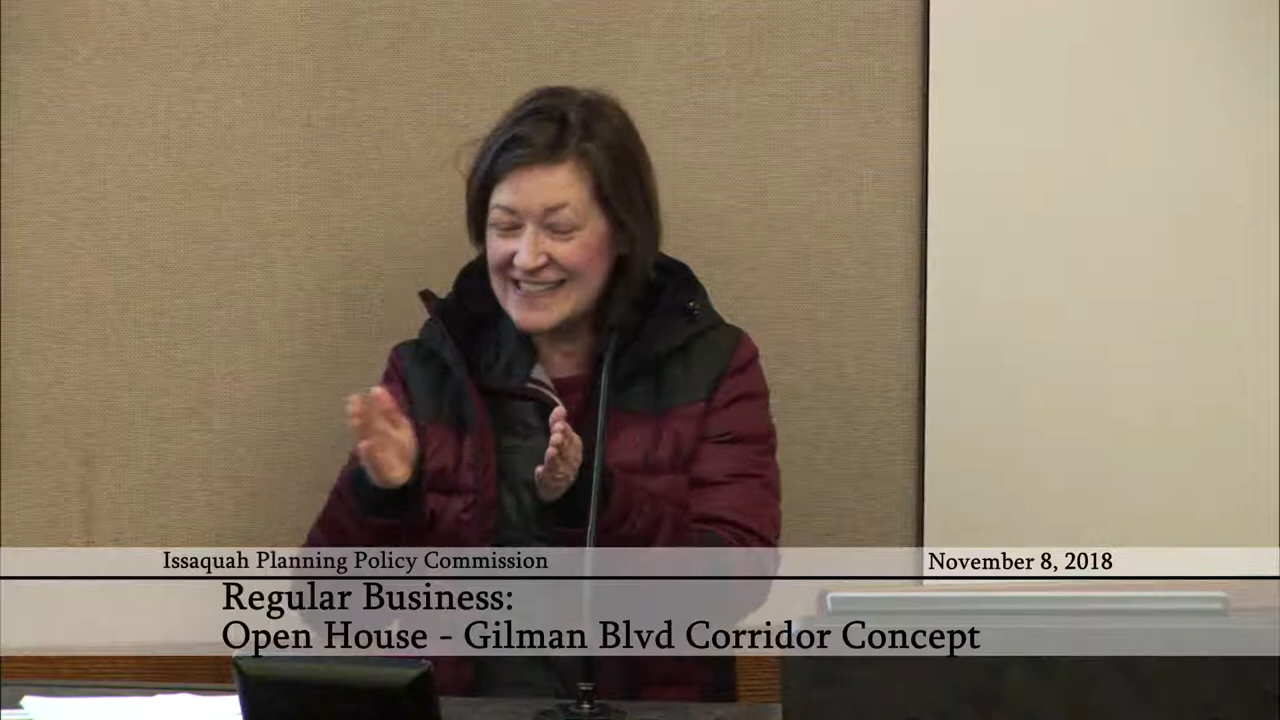 Issaquah Planning Policy Commission
November 8, 2018
Regular Business:
Open House - Gilman Blvd Corridor Concept